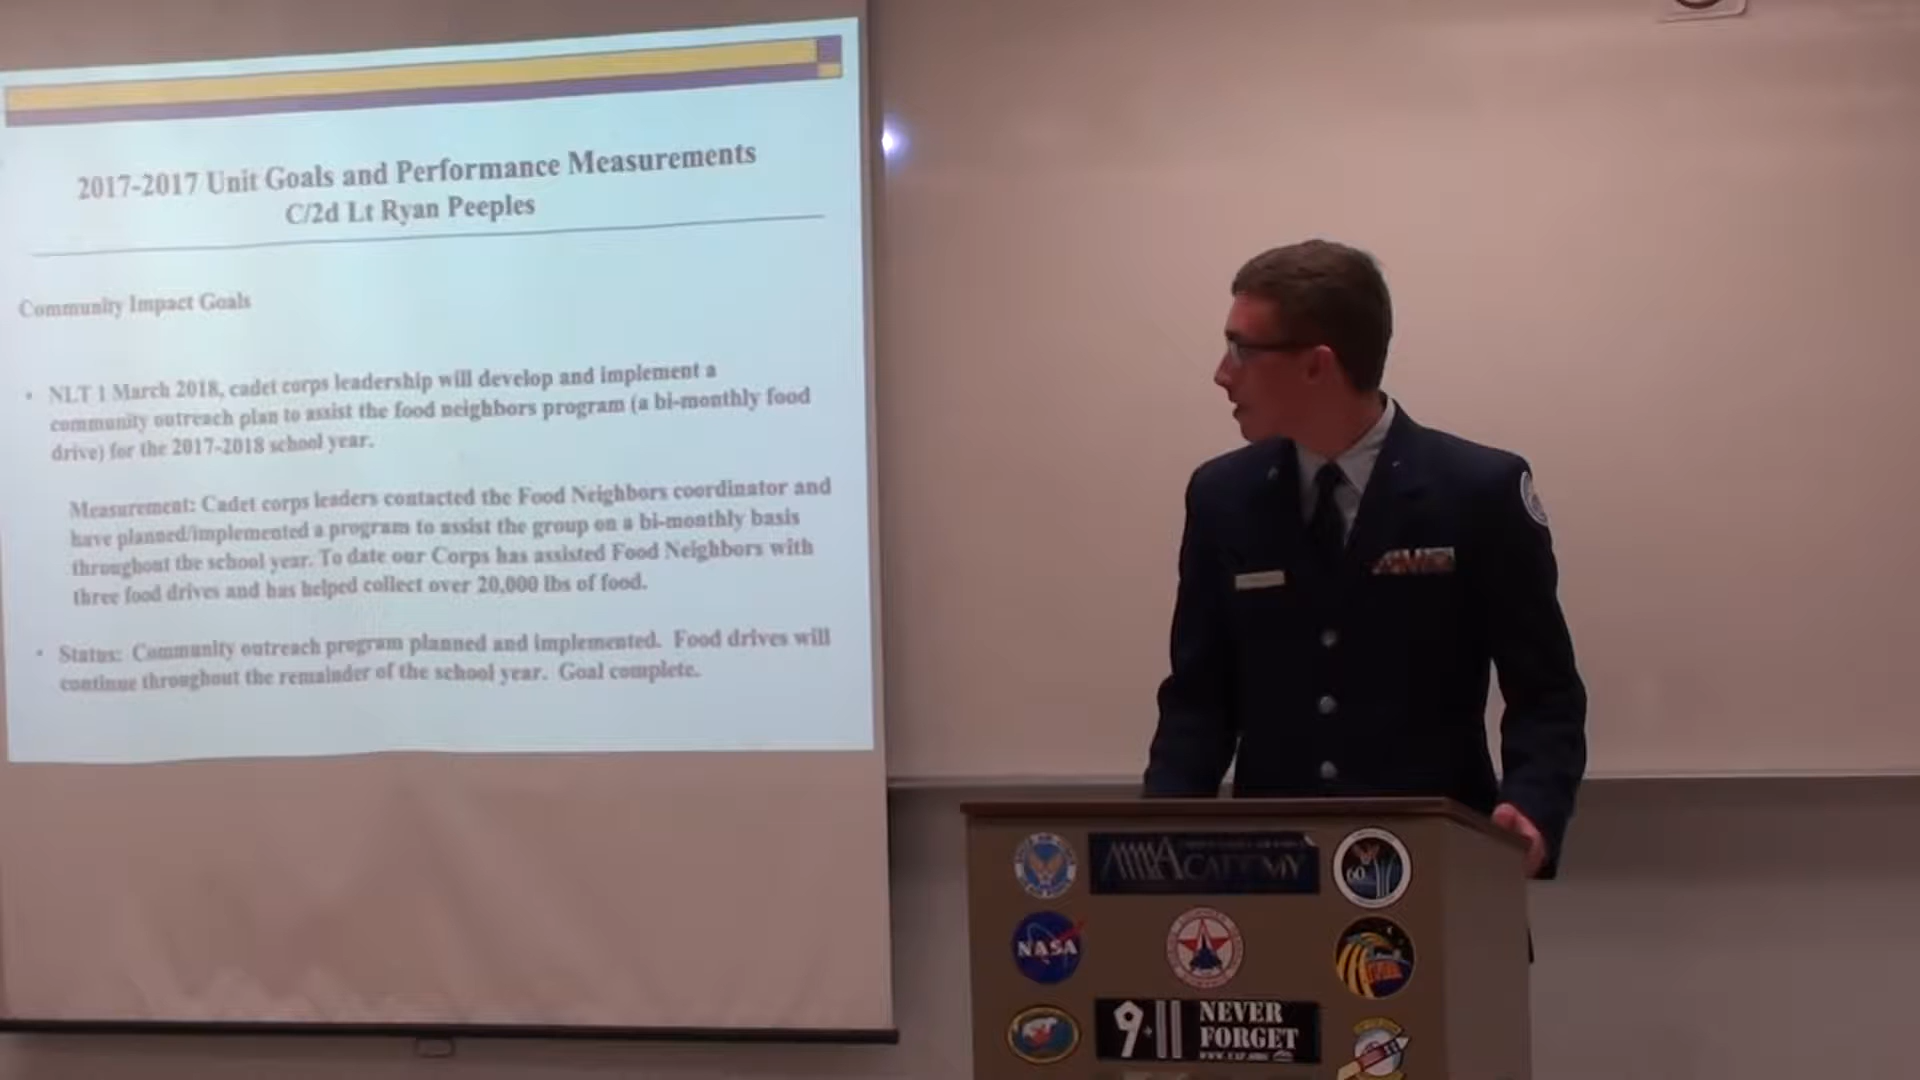 2017-2017 Unit Goals and Performance Measurements
C/2d Lt Ryan Peeples
Community Impact Goals
• NLT 1 March 2018, cadet corps leadership will develop and implement a
community outreach plan to assist the food neighbors program (a bi-monthly food
drive) for the 2017-2018 school year.
Measurement: Cadet corps leaders contacted the Food Neighbors coordinator and
have planned/implemented a program to assist the group on a bi-monthly basis
throughout the school year. To date our Corps has assisted Food Neighbors with
three food drives and has helped collect over 20,000 lbs of food.
• Status: Community outreach program planned and implemented. Food drives will
continue throughout the remainder of the school year. Goal complete.
ACADEMY
60
NASA
9-11 NEVER
FORGET